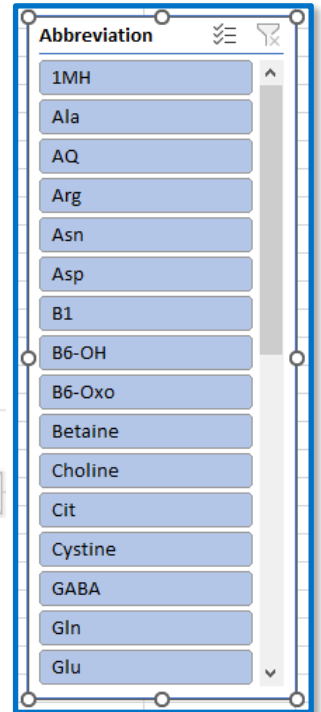 Abbreviation
1MH
Ala
AQ
Arg
Asn
Asp
B1
B6-OH
B6-Oxo
Betaine
Choline
Cit
Cystine
GABA
Gln
Glu